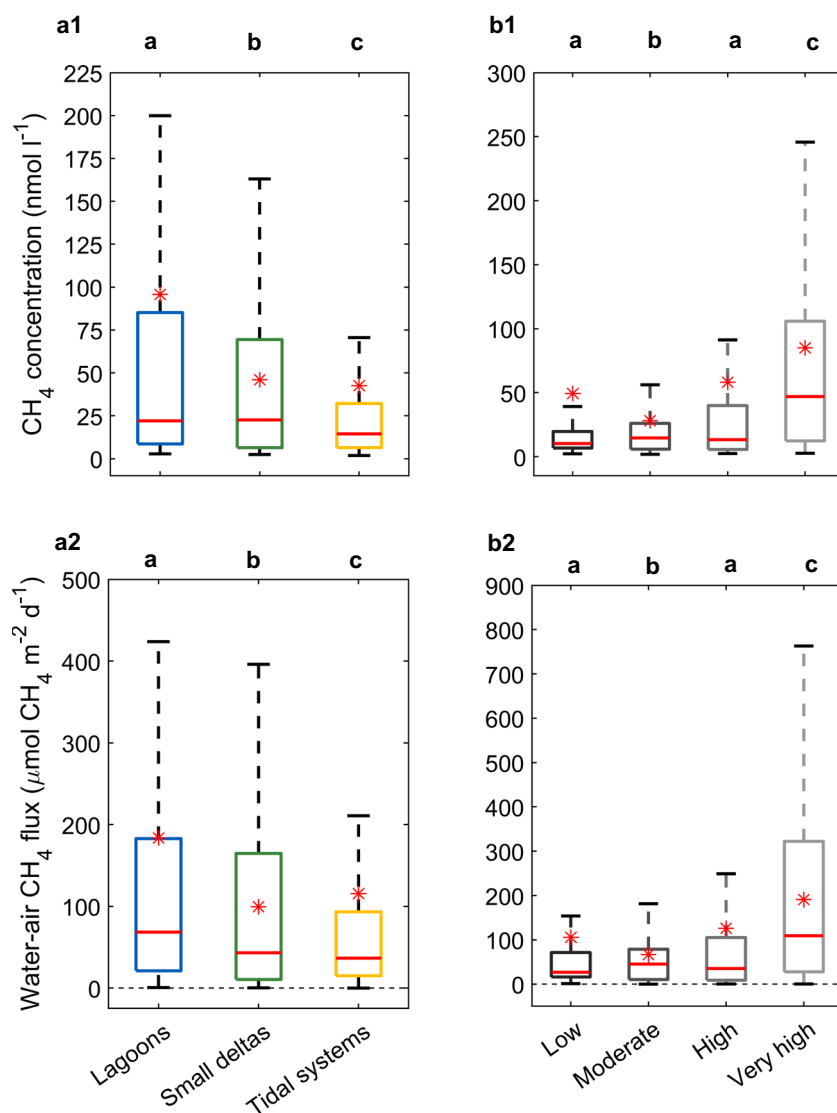 a1
a b c
225
200
175
150
125
100
75
50
25
0
CH4 concentration (nmol l-1)
b1
a b a c
300
250
200
150
100
50
0
a2
a b c
500
400
300
200
100
0
Water-air CH4 flux (μmol CH4 m-2 d-1)
Lagoons
Small deltas
Tidal systems
b2
a b a c
900
800
700
600
500
400
300
200
100
0
Low
Moderate
High
Very high